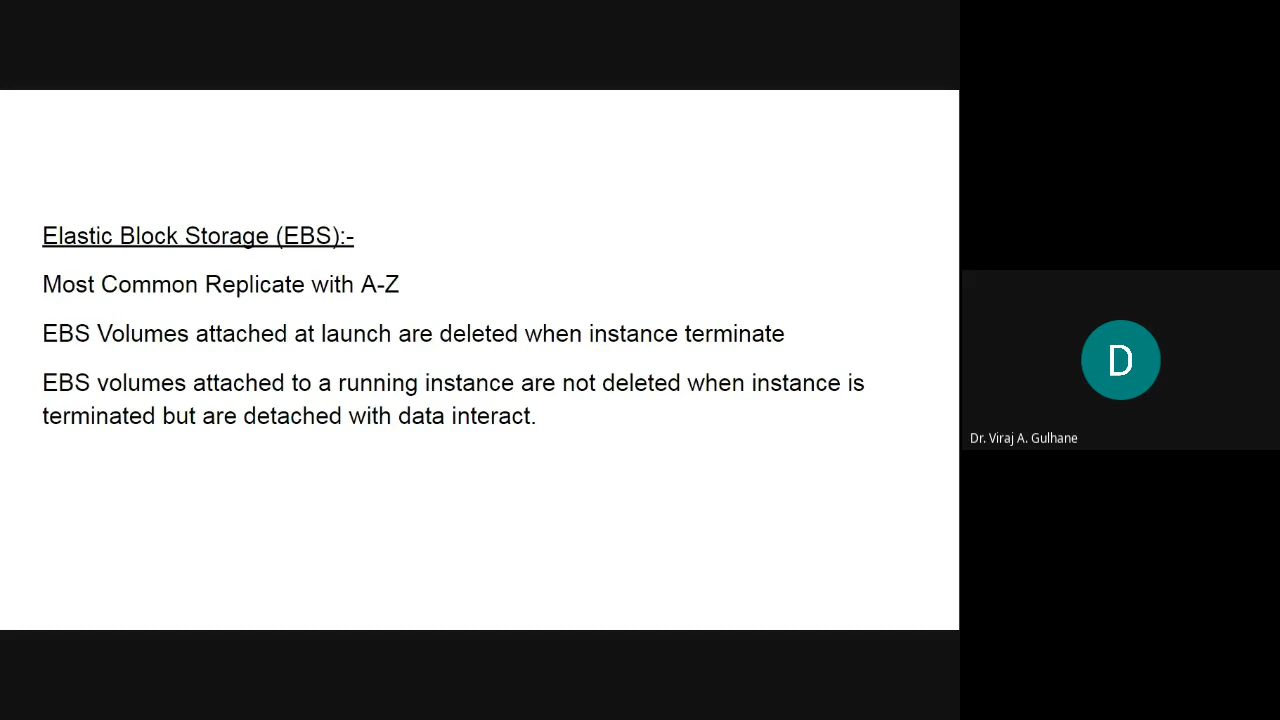 Elastic Block Storage (EBS):-
Most Common Replicate with A-Z
EBS Volumes attached at launch are deleted when instance terminate
EBS volumes attached to a running instance are not deleted when instance is
terminated but are detached with data interact.
D
Dr. Viraj A. Gulhane